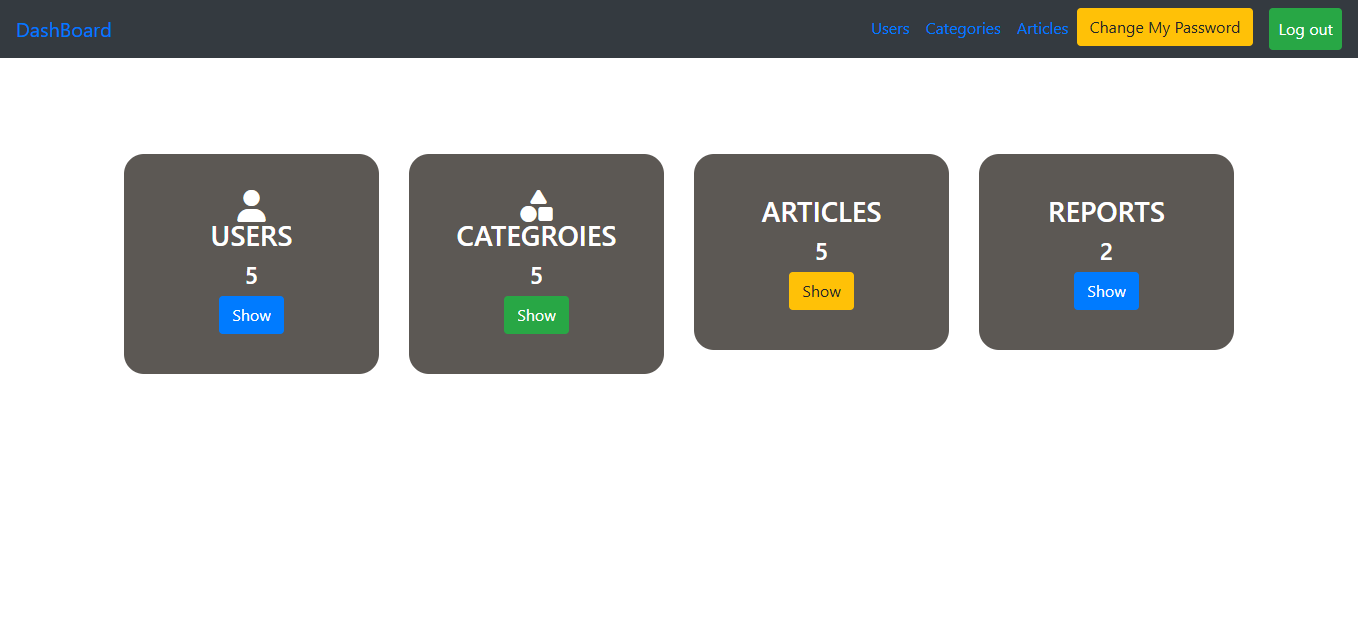 DashBoard
Users
Categories
Articles
Change My Password
Log out
USERS
5
Show
CATEGROIES
5
Show
ARTICLES
5
Show
REPORTS
2
Show